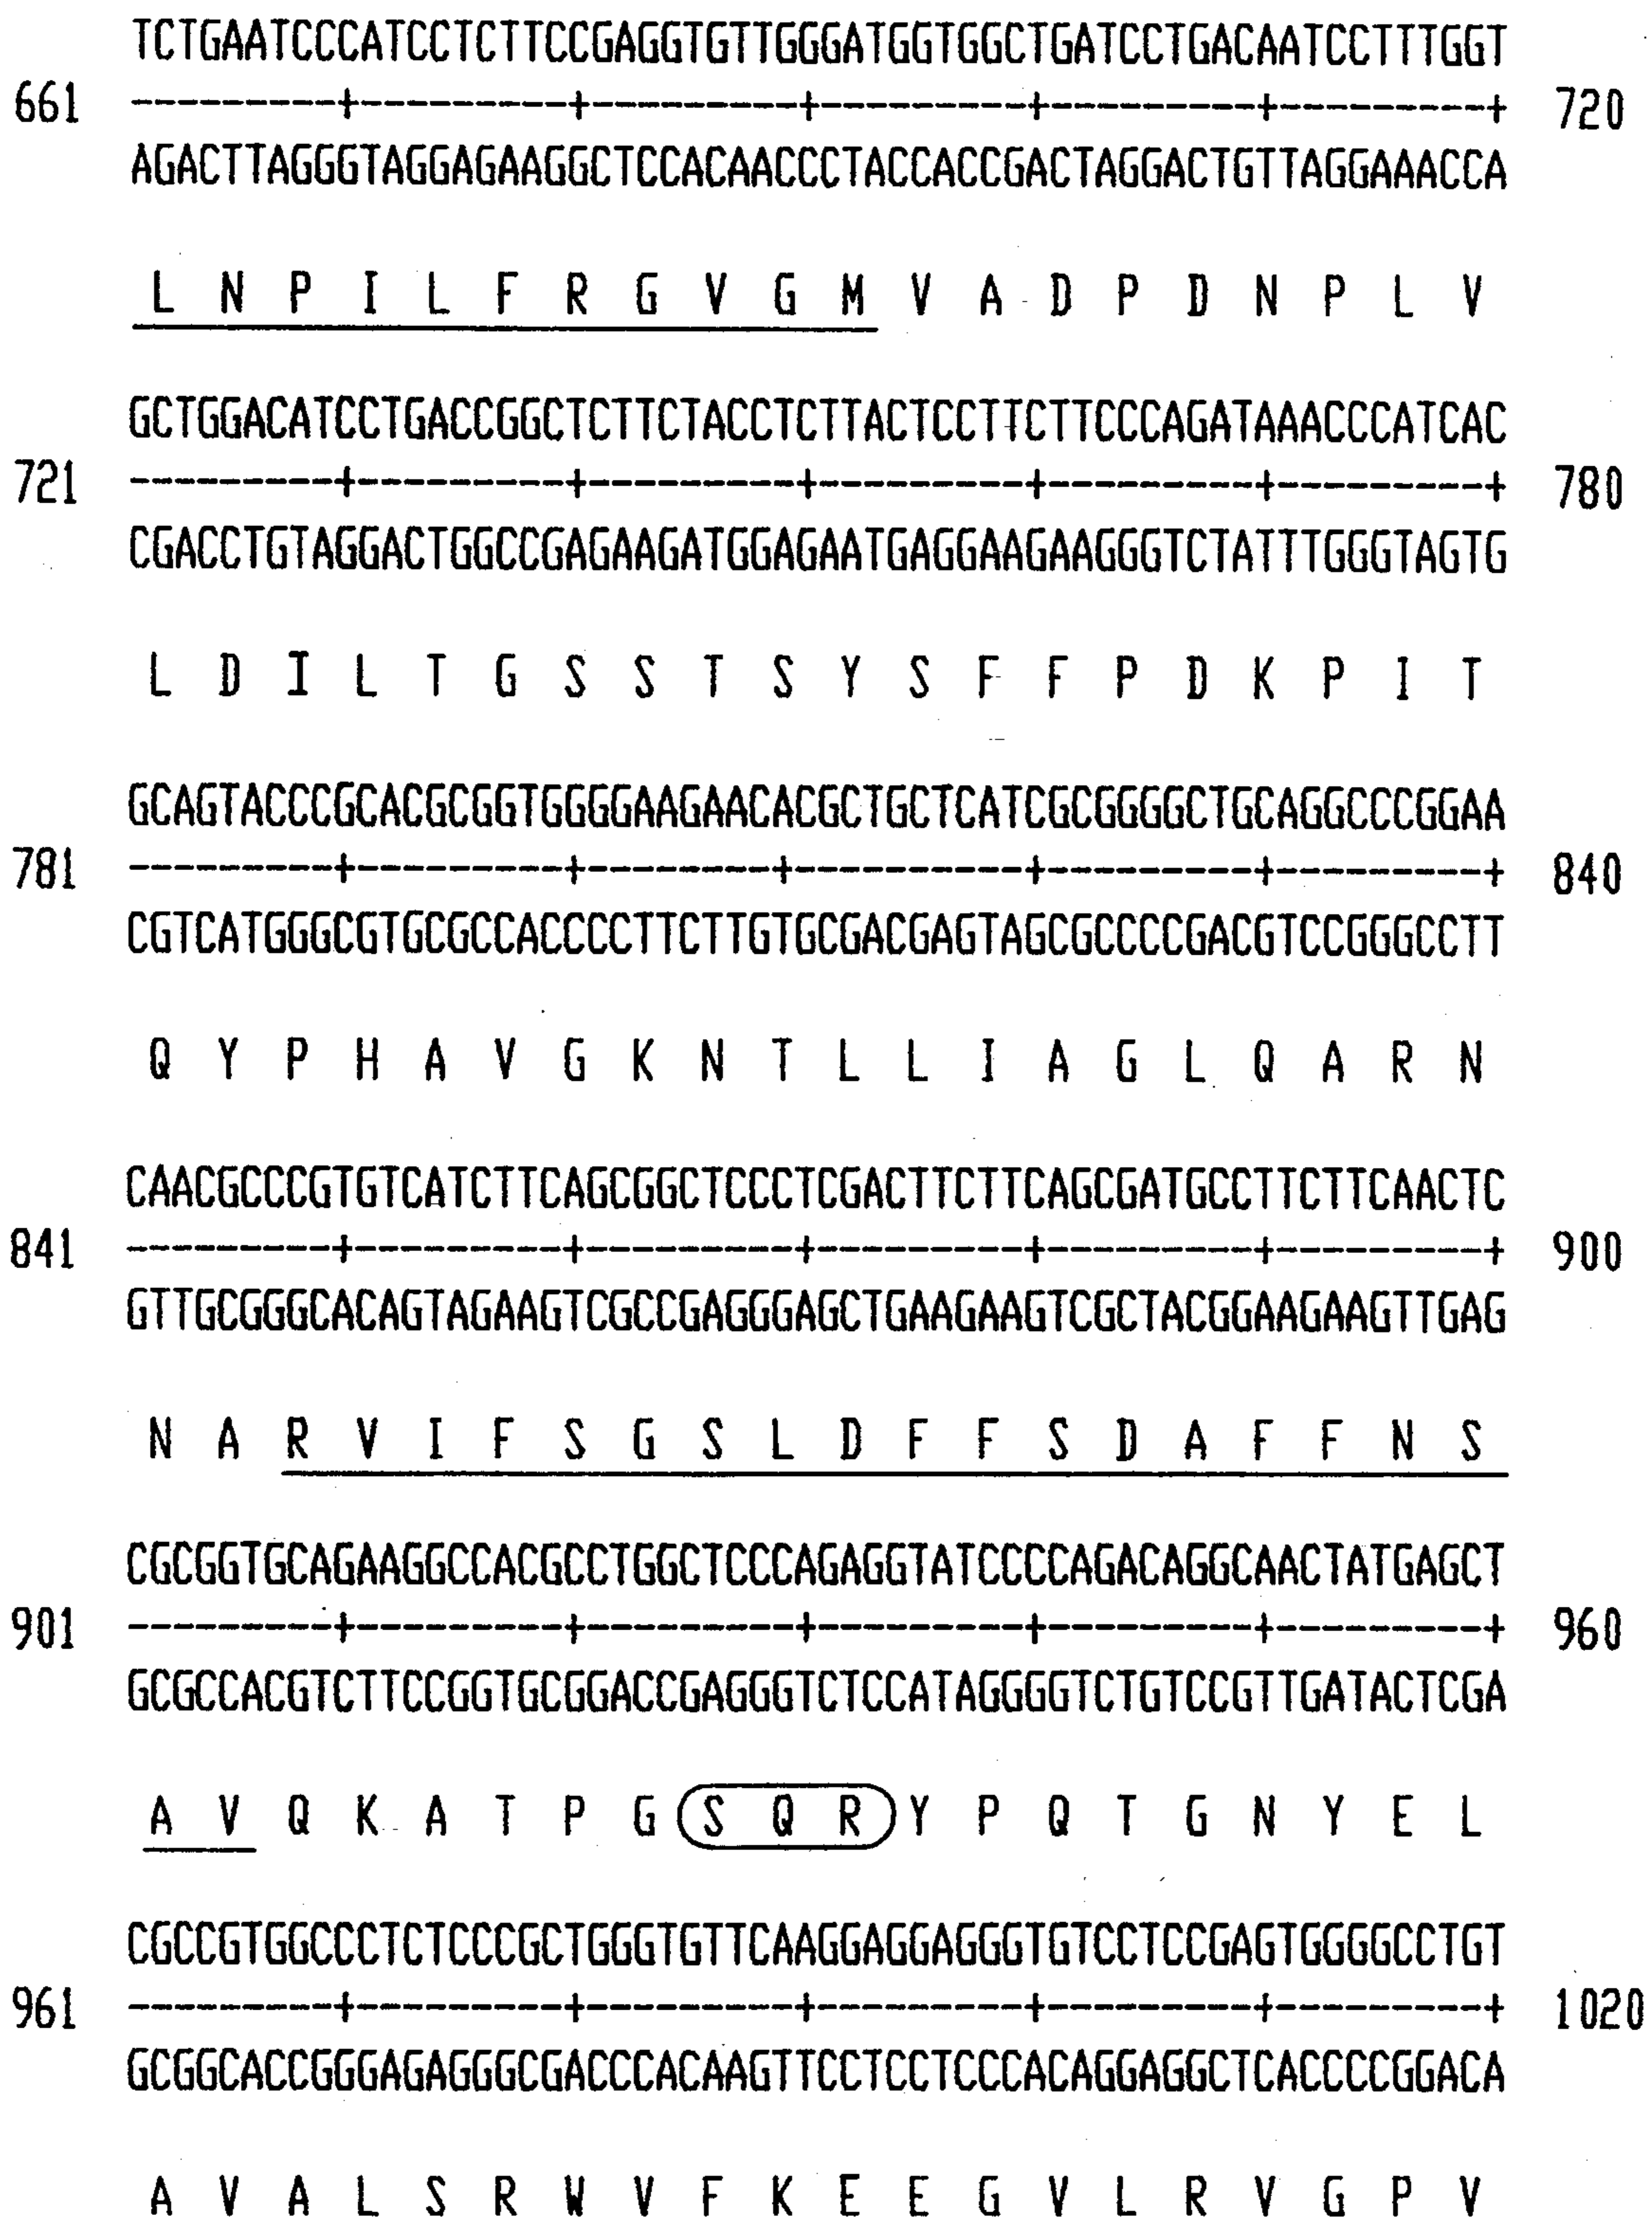 TCTGAATCCCATCCTCTTCCGAGGTGTTGGGATGGTGGCTGATCCTGACAATCCTTTGGT
661 ---------+---------+---------+---------+---------+---------+ 720
AGACTTAGGGTAGGAGAAGGCTCCACAACCCTACCACCGACTAGGACTGTTAGGAAACCA
L N P I L F R G V G M V A D P D N P L V
GCTGGACATCCTGACCGGCTCTTCTACCTCTTACTCCTTCTTCCCAGATAAACCCATCAC
721 ---------+---------+---------+---------+---------+---------+ 780
CGACCTGTAGGACTGGCCGAGAAGATGGAGAATGAGGAAGAAGGGTCTATTTGGGTAGTG
L D I L T G S S T S Y S F F P D K P I T
GCAGTACCCGCACGCGGTGGGGAAGAACACGCTGCTCATCGCGGGGCTGCAGGCCCGGAA
781 ---------+---------+--------+----------+---------+---------+ 840
CGTCATGGGCGTGCGCCACCCCTTCTTGTGCGACGAGTAGCGCCCCGACGTCCGGGCCTT
Q Y P H A V G K N T L L I A G L Q A R N
CAACGCCCGTGTCATCTTCAGCGGCTCCCTCGACTTCTTCAGCGATGCCTTCTTCAACTC
841 ---------+---------+---------+---------+---------+---------+ 900
GTTGCGGGCACAGTAGAAGTCGCCGAGGGAGCTGAAGAAGTCGCTACGGAAGAAGTTGAG
N A R V I F S G S L D F F S D A F F N S
CGCGGTGCAGAAGGCCACGCCTGGCTCCCAGAGGTATCCCCAGACAGGCAACTATGAGCT
901 ---------+---------+---------+---------+---------+---------+ 960
GCGCCACGTCTTCCGGTGCGGACCGAGGGTCTCCATAGGGGTCTGTCCGTTGATACTCGA
A V Q K A T P G S Q R Y P Q T G N Y E L
CGCCGTGGCCCTCTCCCGCTGGGTGTTCAAGGAGGAGGGTGTCCTCCGAGTGGGGCCTGT
961 ---------+---------+---------+---------+---------+---------+ 1020
GCGGCACCGGGAGAGGGCGACCCACAAGTTCCTCCTCCCACAGGAGGCTCACCCCGGACA
A V A L S R W V F K E E G V L R V G P V